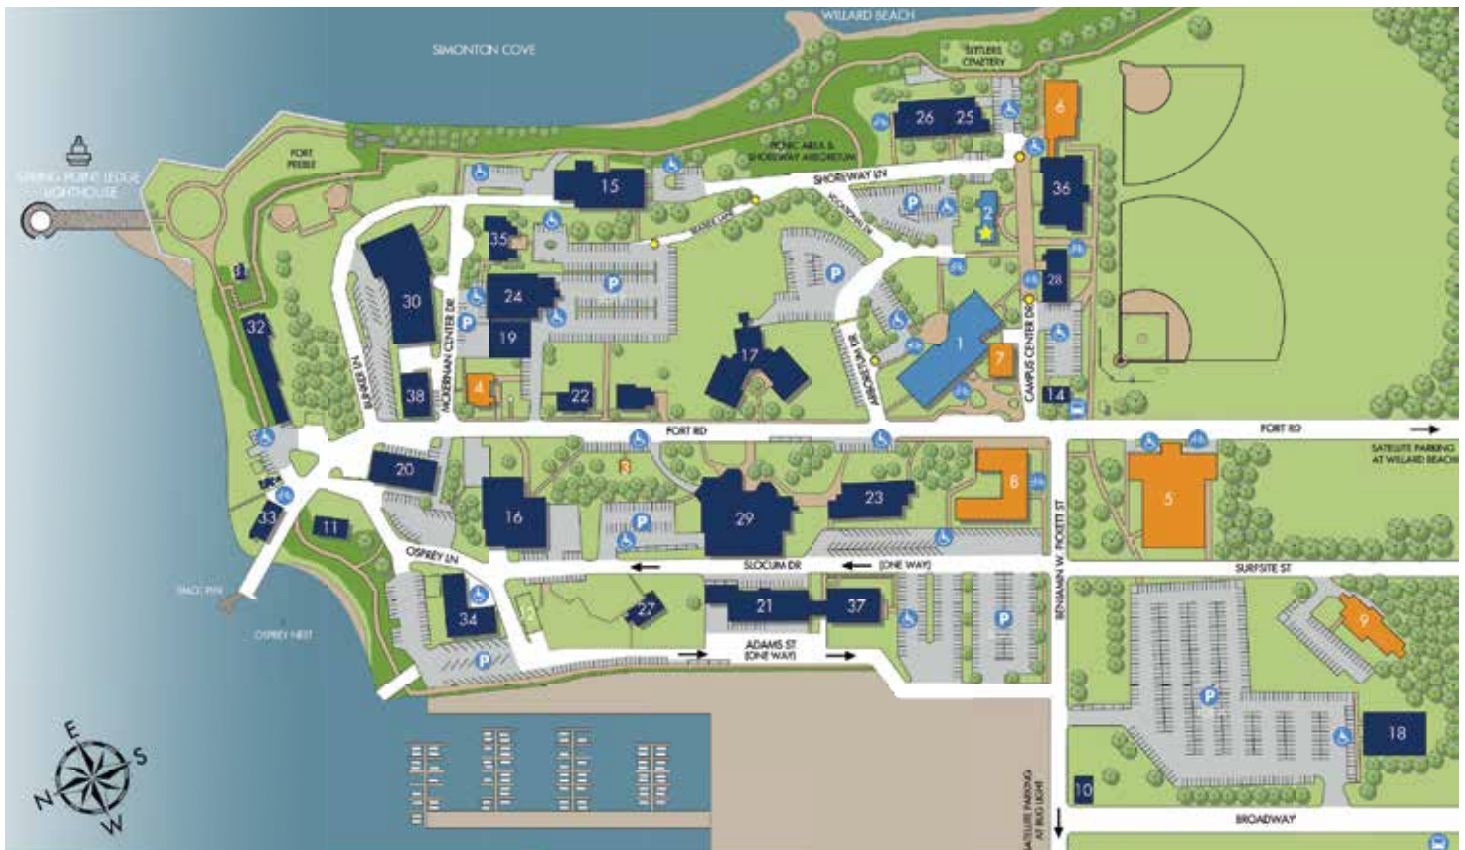 WILLARD BEACH
SIMONTON COVE
SETTLERS
CEMETERY
6
26
25
FORT
PREBLE
PICNIC AREA &
SHOREWAY ARBORETUM
SPRING POINT LEDGE
LIGHTHOUSE
15
SHOREWAY LN
36
P
2
VOCATIONAL DR
35
30
24
P
P
28
32
MCKERNAN CENTER DR
P
19
17
1
7
BUNKER LN
ARBORETUM DR
CAMPUS CENTER DR
38
4
22
14
FORT RD
FORT RD
SATELLITE PARKING
AT WILLARD BEACH
20
3
8
5
23
16
29
P
33
11
BENJAMIN W. PICKETT ST
OSPREY LN
SLOCUM DR
(ONE WAY)
SURFSITE ST
34
27
21
37
P
9
OSPREY NEST
ADAMS ST
(ONE WAY)
P
P
18
E
S
N
W
10
SATELLITE PARKING
AT BUG LIGHT
BROADWAY